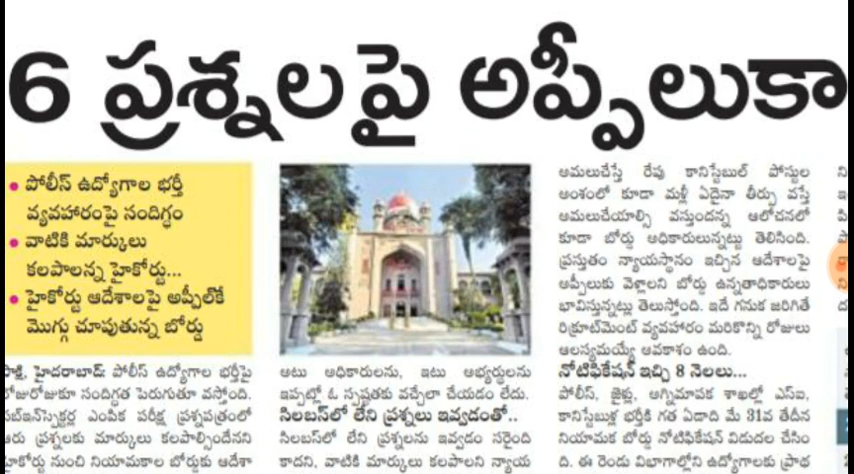 6 ప్రశ్నలపై అప్పీలుకా
పోలీస్ ఉద్యోగాల భర్తీ
వ్యవహారంపై సందిగ్ధం
వాటికి మార్కులు
కలపాలన్న హైకోర్టు...
హైకోర్టు ఆదేశాలపై అప్పీల్‌కే
మొగ్గు చూపుతున్న బోర్డు
సాక్షి, హైదరాబాద్: పోలీస్ ఉద్యోగాల భర్తీపై
రోజురోజుకూ సందిగ్ధత పెరుగుతూ వస్తోంది.
సబ్‌ఇన్‌స్పెక్టర్ల ఎంపిక పరీక్ష ప్రశ్నపత్రంలో
ఆరు ప్రశ్నలకు మార్కులు కలపాల్సిందేనని
హైకోర్టు నుంచి నియామకాల బోర్డుకు ఆదేశా
అటు అధికారులను, ఇటు అభ్యర్థులను
ఇప్పట్లో ఓ స్పష్టతకు వచ్చేలా చేయడం లేదు.
సిలబస్‌లో లేని ప్రశ్నలు ఇవ్వడంతో..
సిలబస్‌లో లేని ప్రశ్నలను ఇవ్వడం సరైంది
కాదని, వాటికి మార్కులు కలపాలని న్యాయ
అమలుచేస్తే రేపు కానిస్టేబుల్ పోస్టుల
అంశంలో కూడా మళ్లీ ఏదైనా తీర్పు వస్తే
అమలుచేయాల్సి వస్తుందన్న ఆలోచనలో
కూడా బోర్డు అధికారులున్నట్టు తెలిసింది.
ప్రస్తుతం న్యాయస్థానం ఇచ్చిన ఆదేశాలపై
అప్పీలుకు వెళ్లాలని బోర్డు ఉన్నతాధికారులు
భావిస్తున్నట్లు తెలుస్తోంది. ఇదే గనుక జరిగితే
రిక్రూట్‌మెంట్ వ్యవహారం మరికొన్ని రోజులు
ఆలస్యమయ్యే అవకాశం ఉంది.
నోటిఫికేషన్ ఇచ్చి 8 నెలలు...
పోలీస్, జైళ్లు, అగ్నిమాపక శాఖల్లో ఎస్ఐ,
కానిస్టేబుళ్ల భర్తీకి గత ఏడాది మే 31వ తేదీన
నియామక బోర్డు నోటిఫికేషన్ విడుదల చేసిం
ది. ఈ రెండు విభాగాల్లోని ఉద్యోగాలకు ప్రాథ